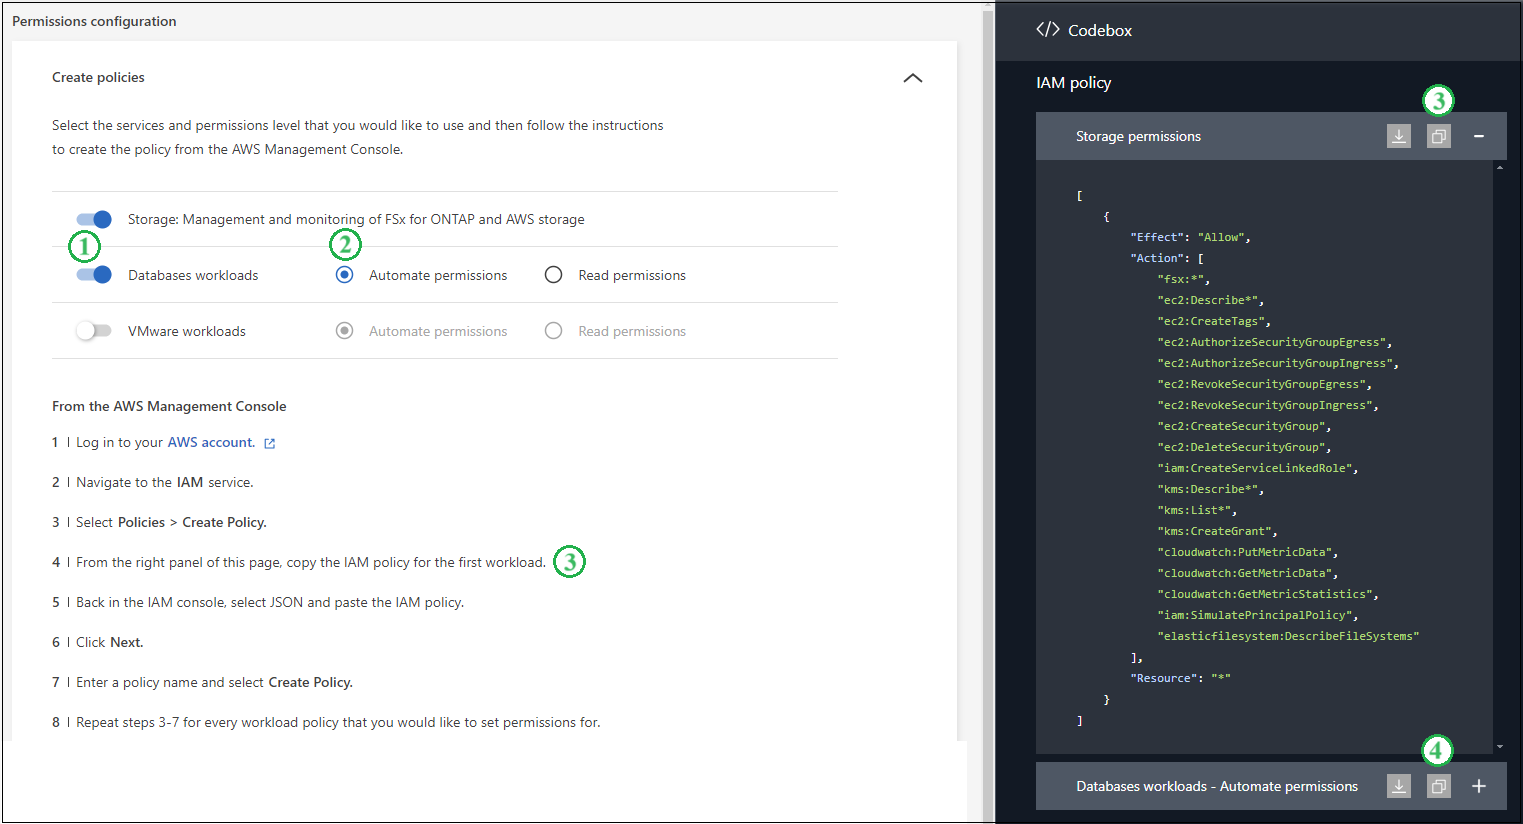 Permissions configuration
Create policies
Select the services and permissions level that you would like to use and then follow the instructions
to create the policy from the AWS Management Console.
Storage: Management and monitoring of FSx for ONTAP and AWS storage
1
2
Databases workloads Automate permissions Read permissions
VMware workloads Automate permissions Read permissions
From the AWS Management Console
1 | Log in to your AWS account.
2 | Navigate to the IAM service.
3 | Select Policies > Create Policy.
4 | From the right panel of this page, copy the IAM policy for the first workload. 3
5 | Back in the IAM console, select JSON and paste the IAM policy.
6 | Click Next.
7 | Enter a policy name and select Create Policy.
8 | Repeat steps 3-7 for every workload policy that you would like to set permissions for.
</> Codebox
IAM policy
3
Storage permissions
[
{
"Effect": "Allow",
"Action": [
"fsx:*",
"ec2:Describe*",
"ec2:CreateTags",
"ec2:AuthorizeSecurityGroupEgress",
"ec2:AuthorizeSecurityGroupIngress",
"ec2:RevokeSecurityGroupEgress",
"ec2:RevokeSecurityGroupIngress",
"ec2:CreateSecurityGroup",
"ec2:DeleteSecurityGroup",
"iam:CreateServiceLinkedRole",
"kms:Describe*",
"kms:List*",
"kms:CreateGrant",
"cloudwatch:PutMetricData",
"cloudwatch:GetMetricData",
"cloudwatch:GetMetricStatistics",
"iam:SimulatePrincipalPolicy",
"elasticfilesystem:DescribeFileSystems"
],
"Resource": "*"
}
]
4
Databases workloads - Automate permissions